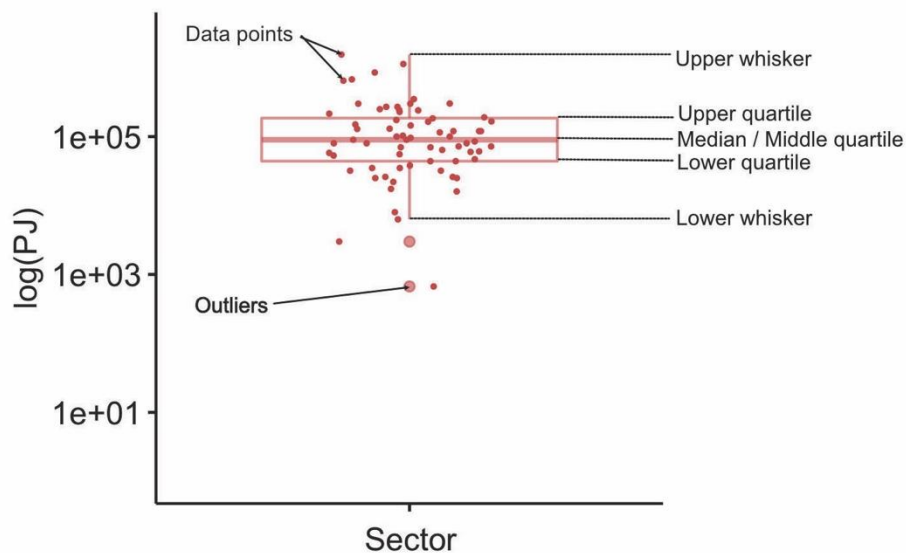 Data points
Upper whisker
Upper quartile
1e+05
Median / Middle quartile
Lower quartile
Lower whisker
log(PJ)
1e+03
Outliers
1e+01
Sector